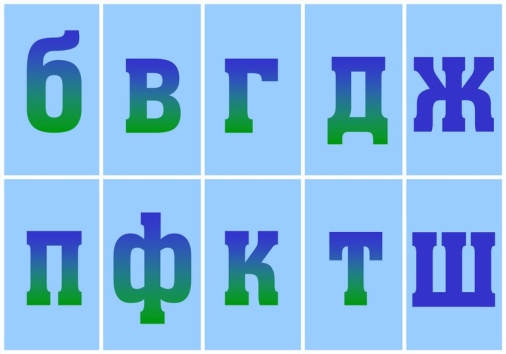 б в г д ж
п ф к т ш